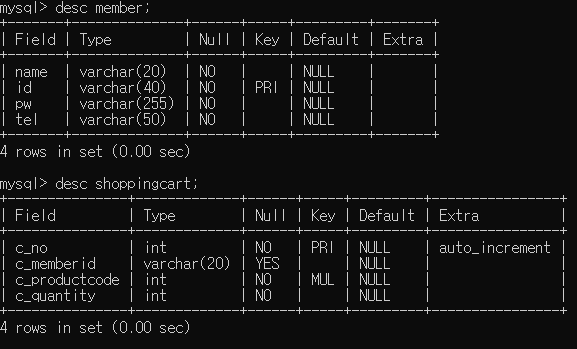 mysql> desc member;
+-------+--------------+------+-----+---------+-------+
| Field | Type         | Null | Key | Default | Extra |
+-------+--------------+------+-----+---------+-------+
| name  | varchar(20)  | NO   |     | NULL    |       |
| id    | varchar(40)  | NO   | PRI | NULL    |       |
| pw    | varchar(255) | NO   |     | NULL    |       |
| tel   | varchar(50)  | NO   |     | NULL    |       |
+-------+--------------+------+-----+---------+-------+
4 rows in set (0.00 sec)
mysql> desc shoppingcart;
+---------------+-------------+------+-----+---------+----------------+
| Field         | Type        | Null | Key | Default | Extra          |
+---------------+-------------+------+-----+---------+----------------+
| c_no          | int         | NO   | PRI | NULL    | auto_increment |
| c_memberid    | varchar(20) | YES  |     | NULL    |                |
| c_productcode | int         | NO   | MUL | NULL    |                |
| c_quantity    | int         | NO   |     | NULL    |                |
+---------------+-------------+------+-----+---------+----------------+
4 rows in set (0.00 sec)